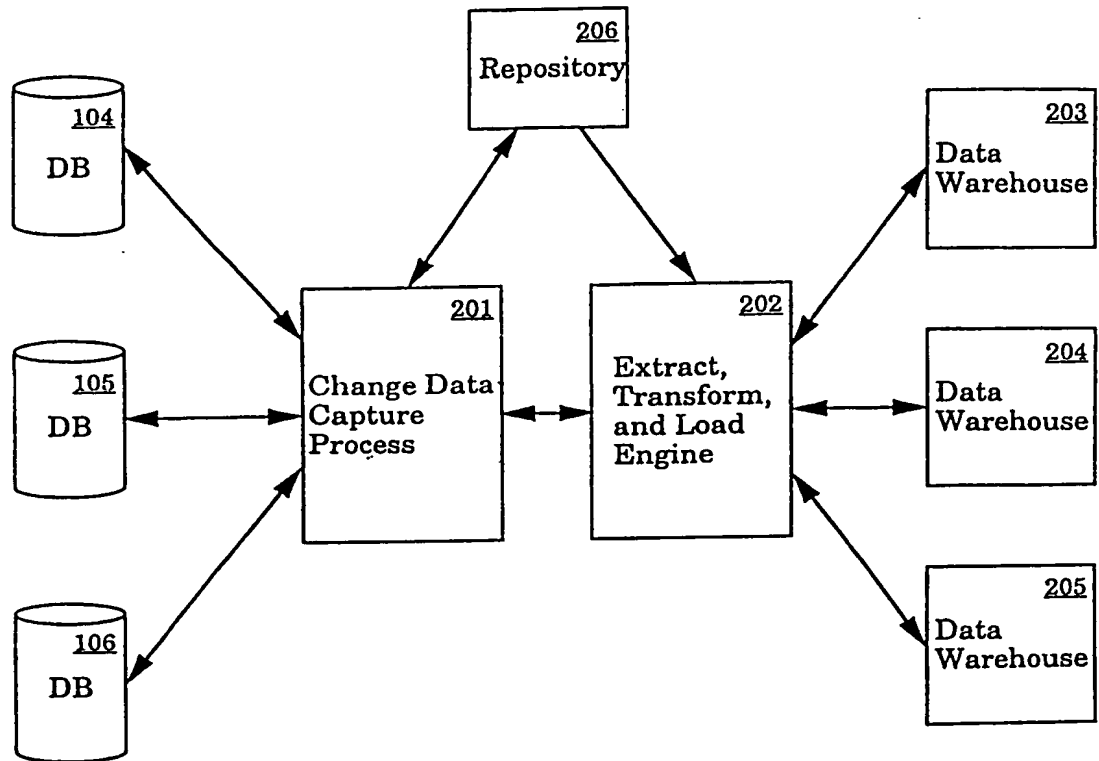 206
Repository
104
DB
203
Data
Warehouse
201
Change Data
Capture
Process
202
Extract,
Transform,
and Load
Engine
105
DB
204
Data
Warehouse
106
DB
205
Data
Warehouse